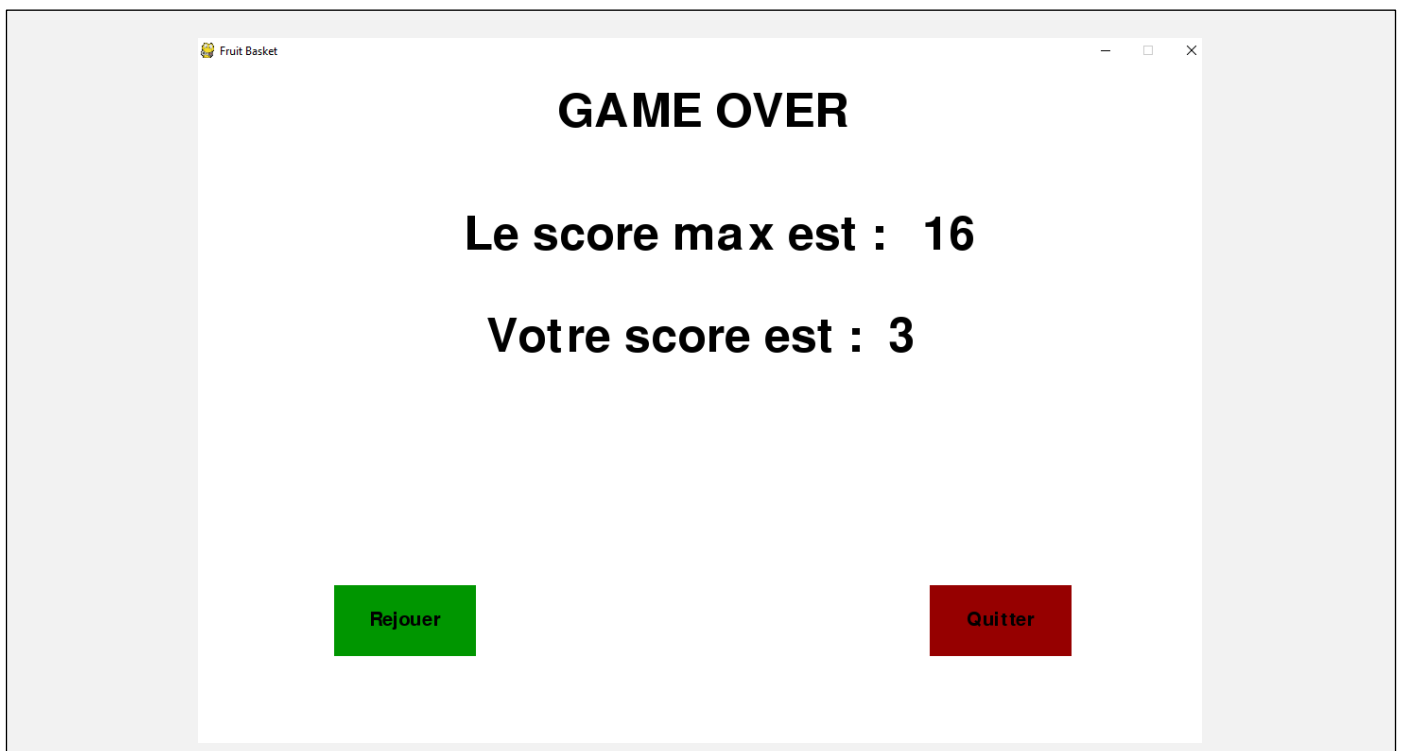 Fruit Basket
GAME OVER
Le score max est : 16
Votre score est : 3
Rejouer
Quitter